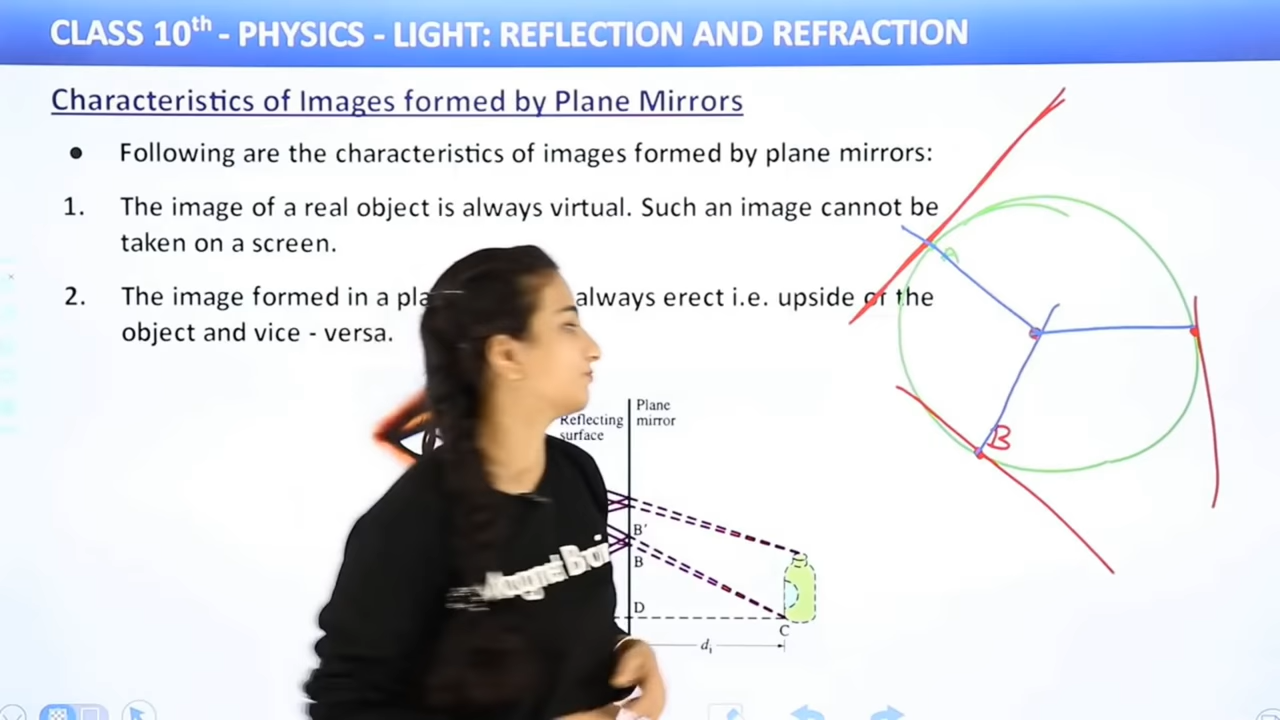 CLASS 10th - PHYSICS - LIGHT: REFLECTION AND REFRACTION
Characteristics of Images formed by Plane Mirrors
• Following are the characteristics of images formed by plane mirrors:
1. The image of a real object is always virtual. Such an image cannot be
taken on a screen.
2. The image formed in a pla always erect i.e. upside of the
object and vice - versa.
A
B
Reflecting
surface
Plane
mirror
B'
B
D
C
di